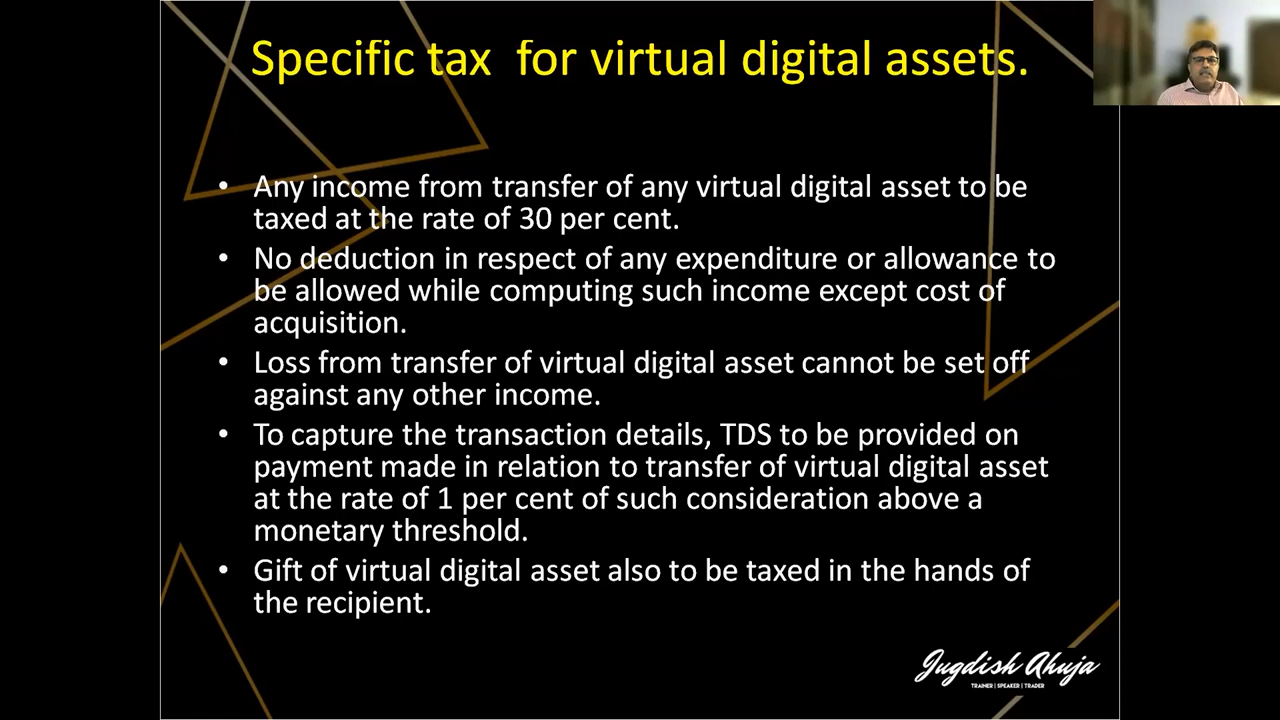 Specific tax  for virtual digital assets.
• Any income from transfer of any virtual digital asset to be
taxed at the rate of 30 per cent.
• No deduction in respect of any expenditure or allowance to
be allowed while computing such income except cost of
acquisition.
• Loss from transfer of virtual digital asset cannot be set off
against any other income.
• To capture the transaction details, TDS to be provided on
payment made in relation to transfer of virtual digital asset
at the rate of 1 per cent of such consideration above a
monetary threshold.
• Gift of virtual digital asset also to be taxed in the hands of
the recipient.
Jugdish Ahuja
TRAINER | SPEAKER | TRADER